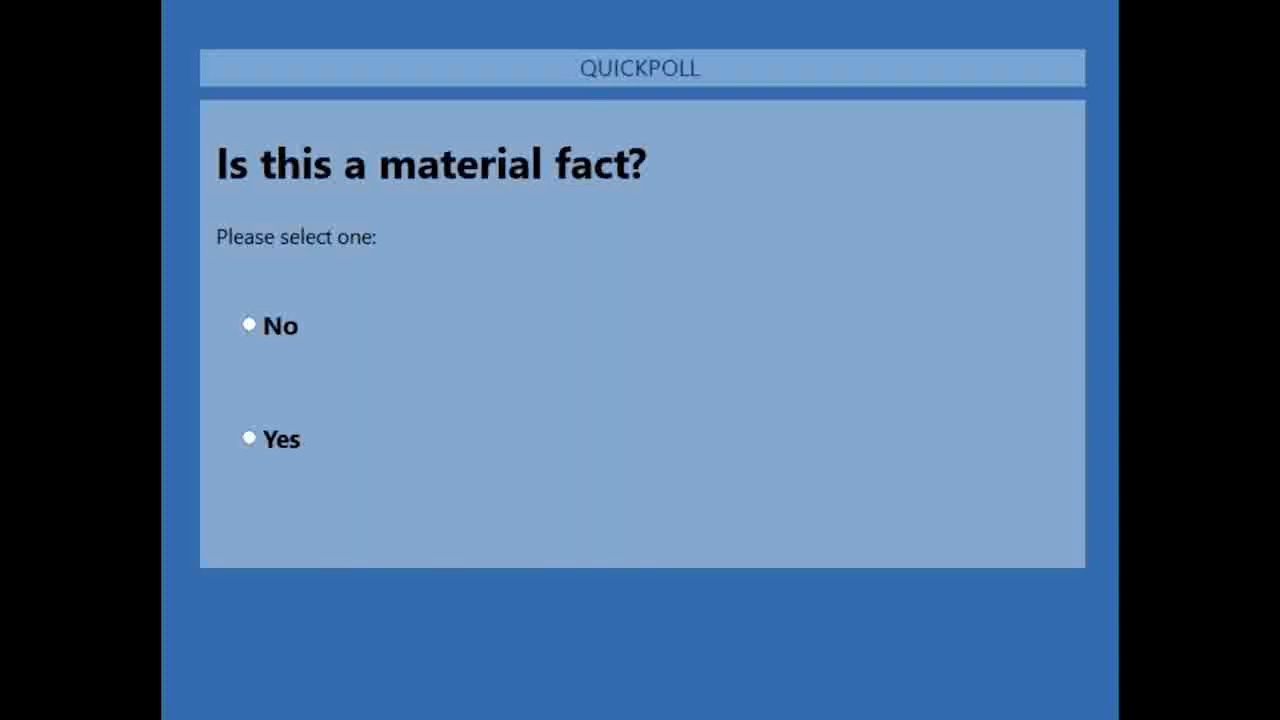 QUICKPOLL
Is this a material fact?
Please select one:
No
Yes